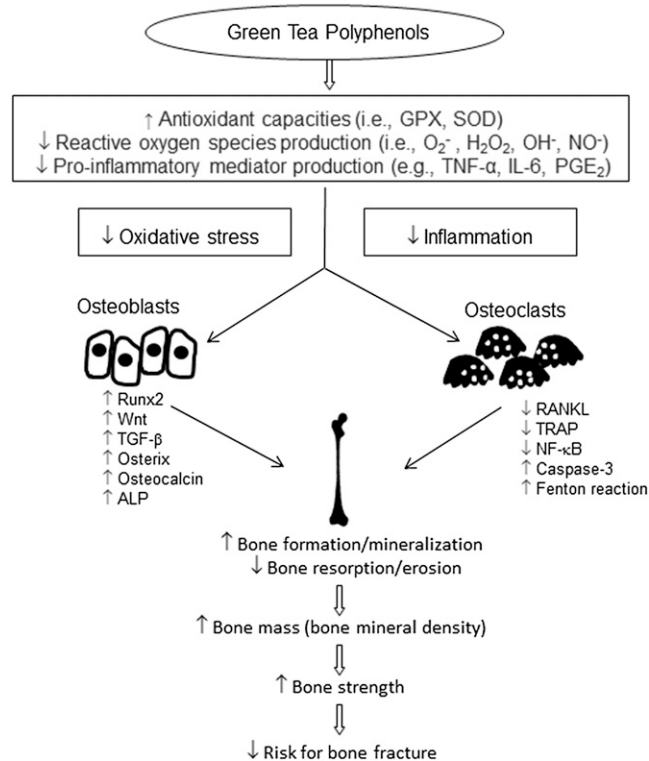 Green Tea Polyphenols
↑ Antioxidant capacities (i.e., GPX, SOD)
↓ Reactive oxygen species production (i.e., O₂⁻ , H₂O₂, OH⁻, NO⁻)
↓ Pro-inflammatory mediator production (e.g., TNF-α, IL-6, PGE₂)
↓ Oxidative stress
↓ Inflammation
Osteoblasts
↑ Runx2
↑ Wnt
↑ TGF-β
↑ Osterix
↑ Osteocalcin
↑ ALP
Osteoclasts
↓ RANKL
↓ TRAP
↓ NF-κB
↑ Caspase-3
↑ Fenton reaction
↑ Bone formation/mineralization
↓ Bone resorption/erosion
↑ Bone mass (bone mineral density)
↑ Bone strength
↓ Risk for bone fracture